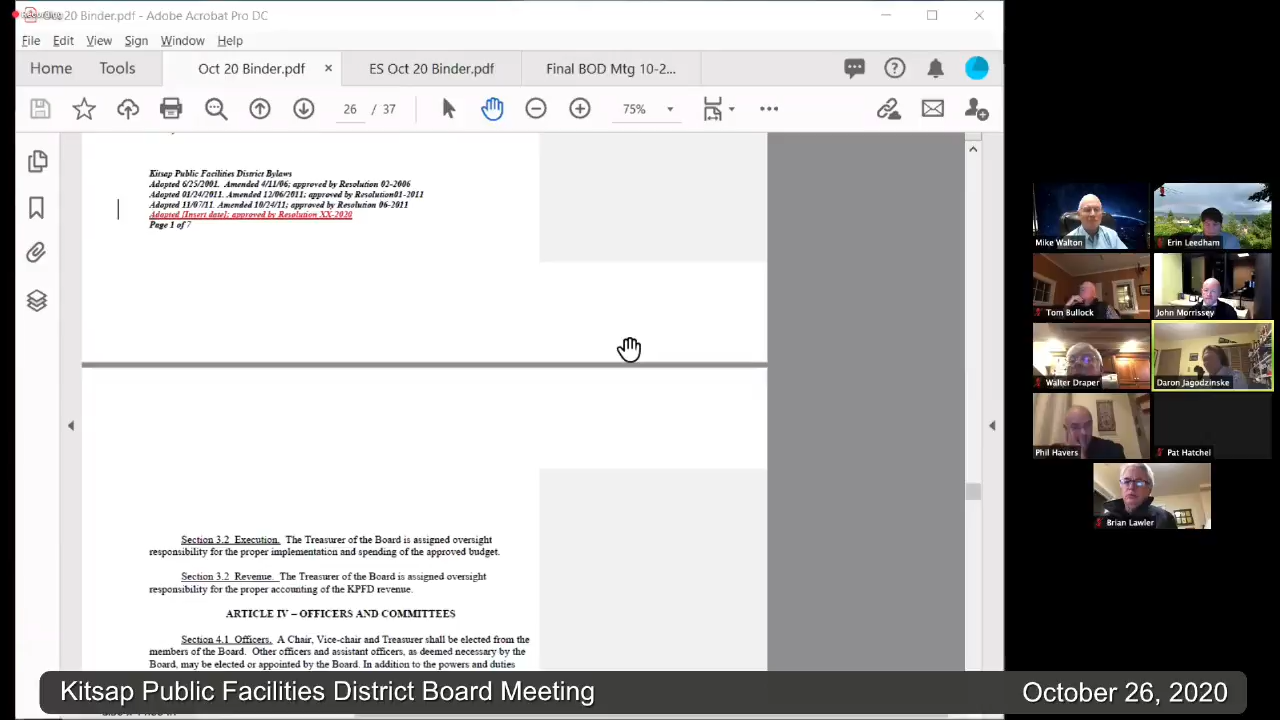 Oct 20 Binder.pdf - Adobe Acrobat Pro DC
File Edit View Sign Window Help
Home Tools Oct 20 Binder.pdf × ES Oct 20 Binder.pdf Final BOD Mtg 10-2...
26 / 37 75%
Kitsap Public Facilities District Bylaws
Adopted 6/25/2001. Amended 4/11/06; approved by Resolution 02-2006
Adopted 01/24/2011. Amended 12/06/2011; approved by Resolution01-2011
Adopted 11/07/11. Amended 10/24/11; approved by Resolution 06-2011
Adopted [Insert date]; approved by Resolution XX-2020
Page 1 of 7
Section 3.2 Execution. The Treasurer of the Board is assigned oversight
responsibility for the proper implementation and spending of the approved budget.
Section 3.2 Revenue. The Treasurer of the Board is assigned oversight
responsibility for the proper accounting of the KPFD revenue.
ARTICLE IV – OFFICERS AND COMMITTEES
Section 4.1 Officers. A Chair, Vice-chair and Treasurer shall be elected from the
members of the Board. Other officers and assistant officers, as deemed necessary by the
Board, may be elected or appointed by the Board. In addition to the powers and duties
Mike Walton
Erin Leedham
Tom Bullock
John Morrissey
Walter Draper
Daron Jagodzinske
Phil Havers
Pat Hatchel
Brian Lawler
Kitsap Public Facilities District Board Meeting
October 26, 2020